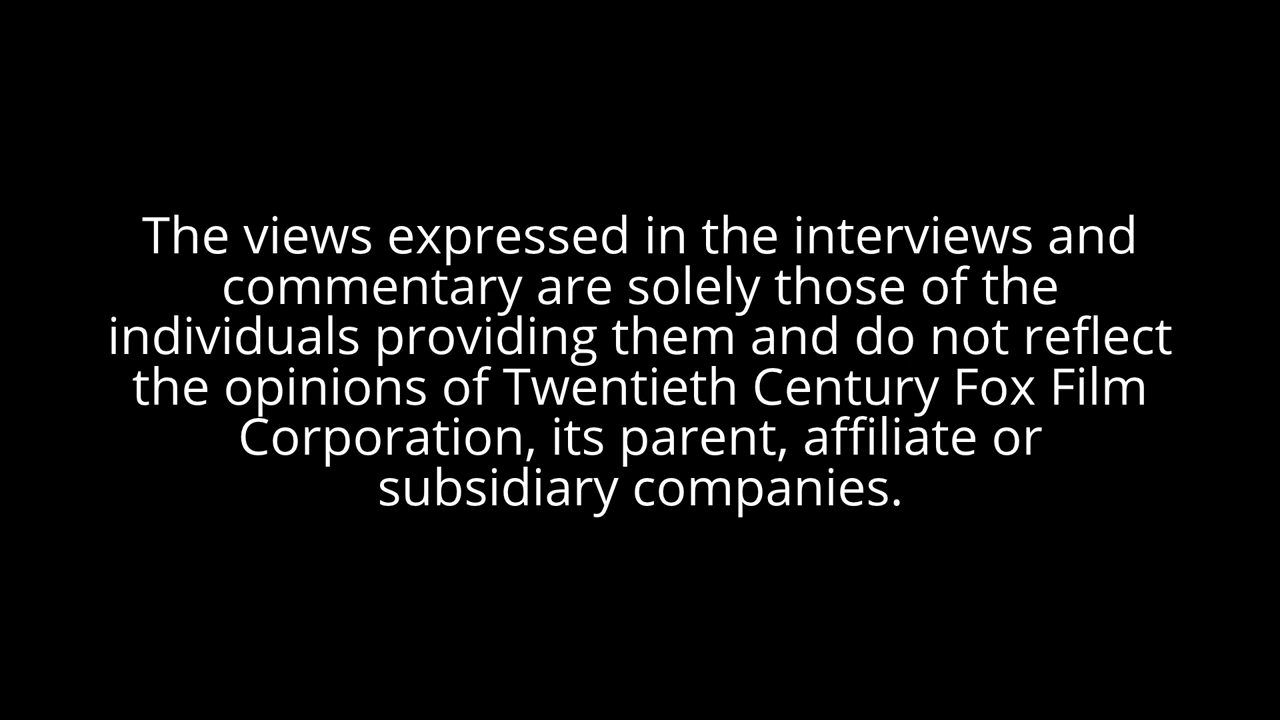 The views expressed in the interviews and
commentary are solely those of the
individuals providing them and do not reflect
the opinions of Twentieth Century Fox Film
Corporation, its parent, affiliate or
subsidiary companies.